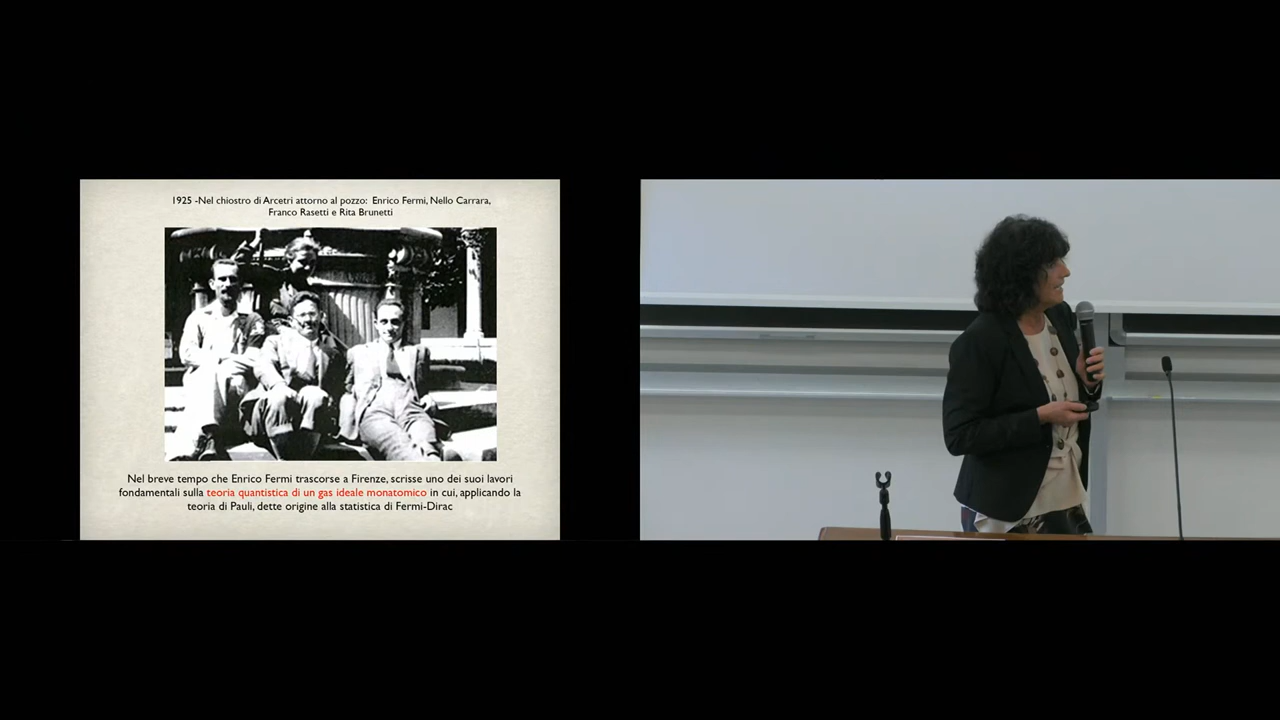 1925 -Nel chiostro di Arcetri attorno al pozzo: Enrico Fermi, Nello Carrara,
Franco Rasetti e Rita Brunetti
Nel breve tempo che Enrico Fermi trascorse a Firenze, scrisse uno dei suoi lavori
fondamentali sulla teoria quantistica di un gas ideale monatomico in cui, applicando la
teoria di Pauli, dette origine alla statistica di Fermi-Dirac